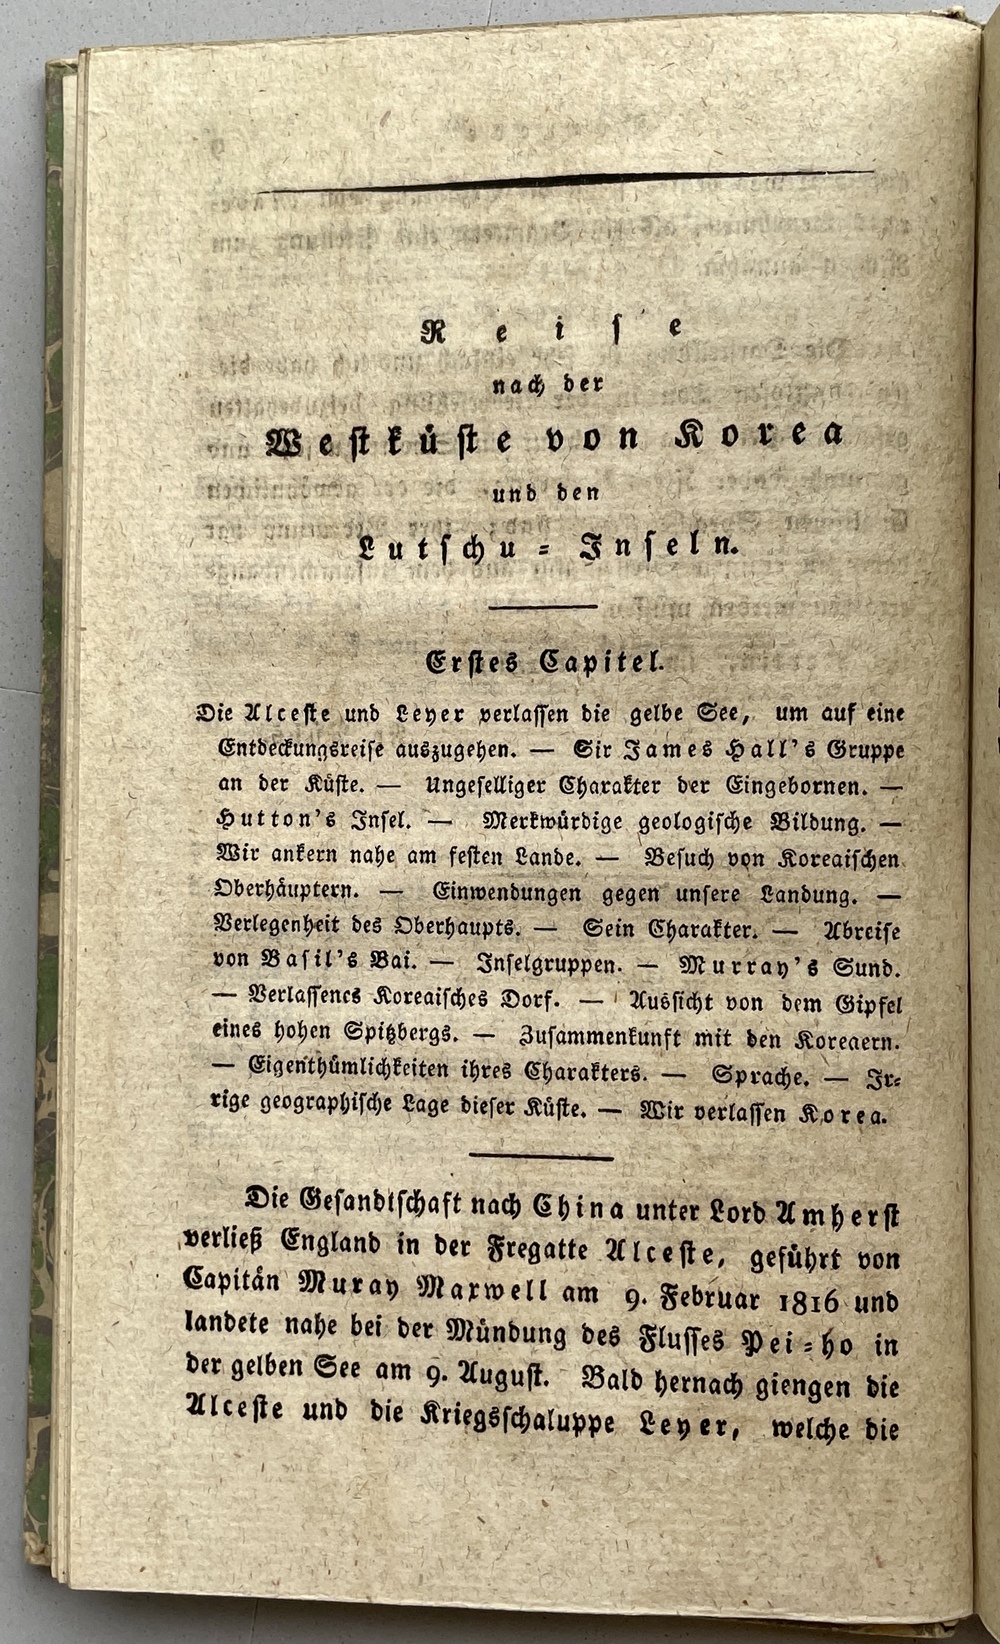 Reise
nach der
Westküste von Korea
und den
Lutschu-Inseln.
Erstes Capitel.
Die Alceste und Leyer verlassen die gelbe See, um auf eine
Entdeckungsreise auszugehen. — Sir James Hall's Gruppe
an der Küste. — Ungeselliger Charakter der Eingebornen. —
Hutton's Insel. — Merkwürdige geologische Bildung. —
Wir ankern nahe am festen Lande. — Besuch von Koreaischen
Oberhäuptern. — Einwendungen gegen unsere Landung. —
Verlegenheit des Oberhaupts. — Sein Charakter. — Abreise
von Basil's Bai. — Inselgruppen. — Murray's Sund.
— Verlassenes Koreaisches Dorf. — Aussicht von dem Gipfel
eines hohen Spitzbergs. — Zusammenkunft mit den Koreaern.
— Eigenthümlichkeiten ihres Charakters. — Sprache. — Ir-
rige geographische Lage dieser Küste. — Wir verlassen Korea.
Die Gesandtschaft nach China unter Lord Amherst
verließ England in der Fregatte Alceste, geführt von
Capitän Muray Maxwell am 9. Februar 1816 und
landete nahe bei der Mündung des Flusses Pei-ho in
der gelben See am 9. August. Bald hernach giengen die
Alceste und die Kriegsschaluppe Leyer, welche die